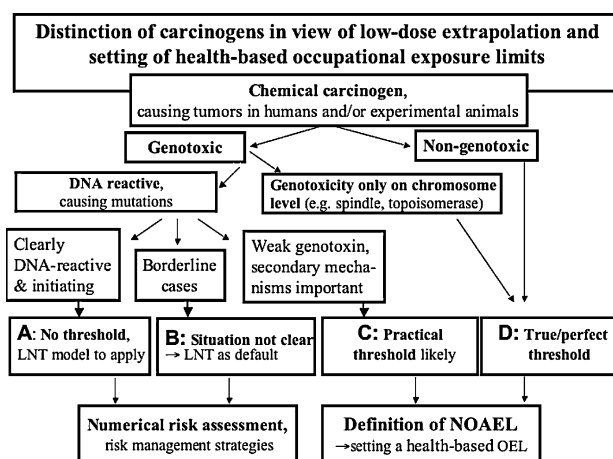 Distinction of carcinogens in view of low-dose extrapolation and
setting of health-based occupational exposure limits
Chemical carcinogen,
causing tumors in humans and/or experimental animals
Genotoxic
Non-genotoxic
DNA reactive,
causing mutations
Genotoxicity only on chromosome
level (e.g. spindle, topoisomerase)
Clearly
DNA-reactive
& initiating
Borderline
cases
Weak genotoxin,
secondary mecha-
nisms important
A: No threshold,
LNT model to apply
B: Situation not clear
→ LNT as default
C: Practical
threshold likely
D: True/perfect
threshold
Numerical risk assessment,
risk management strategies
Definition of NOAEL
→setting a health-based OEL